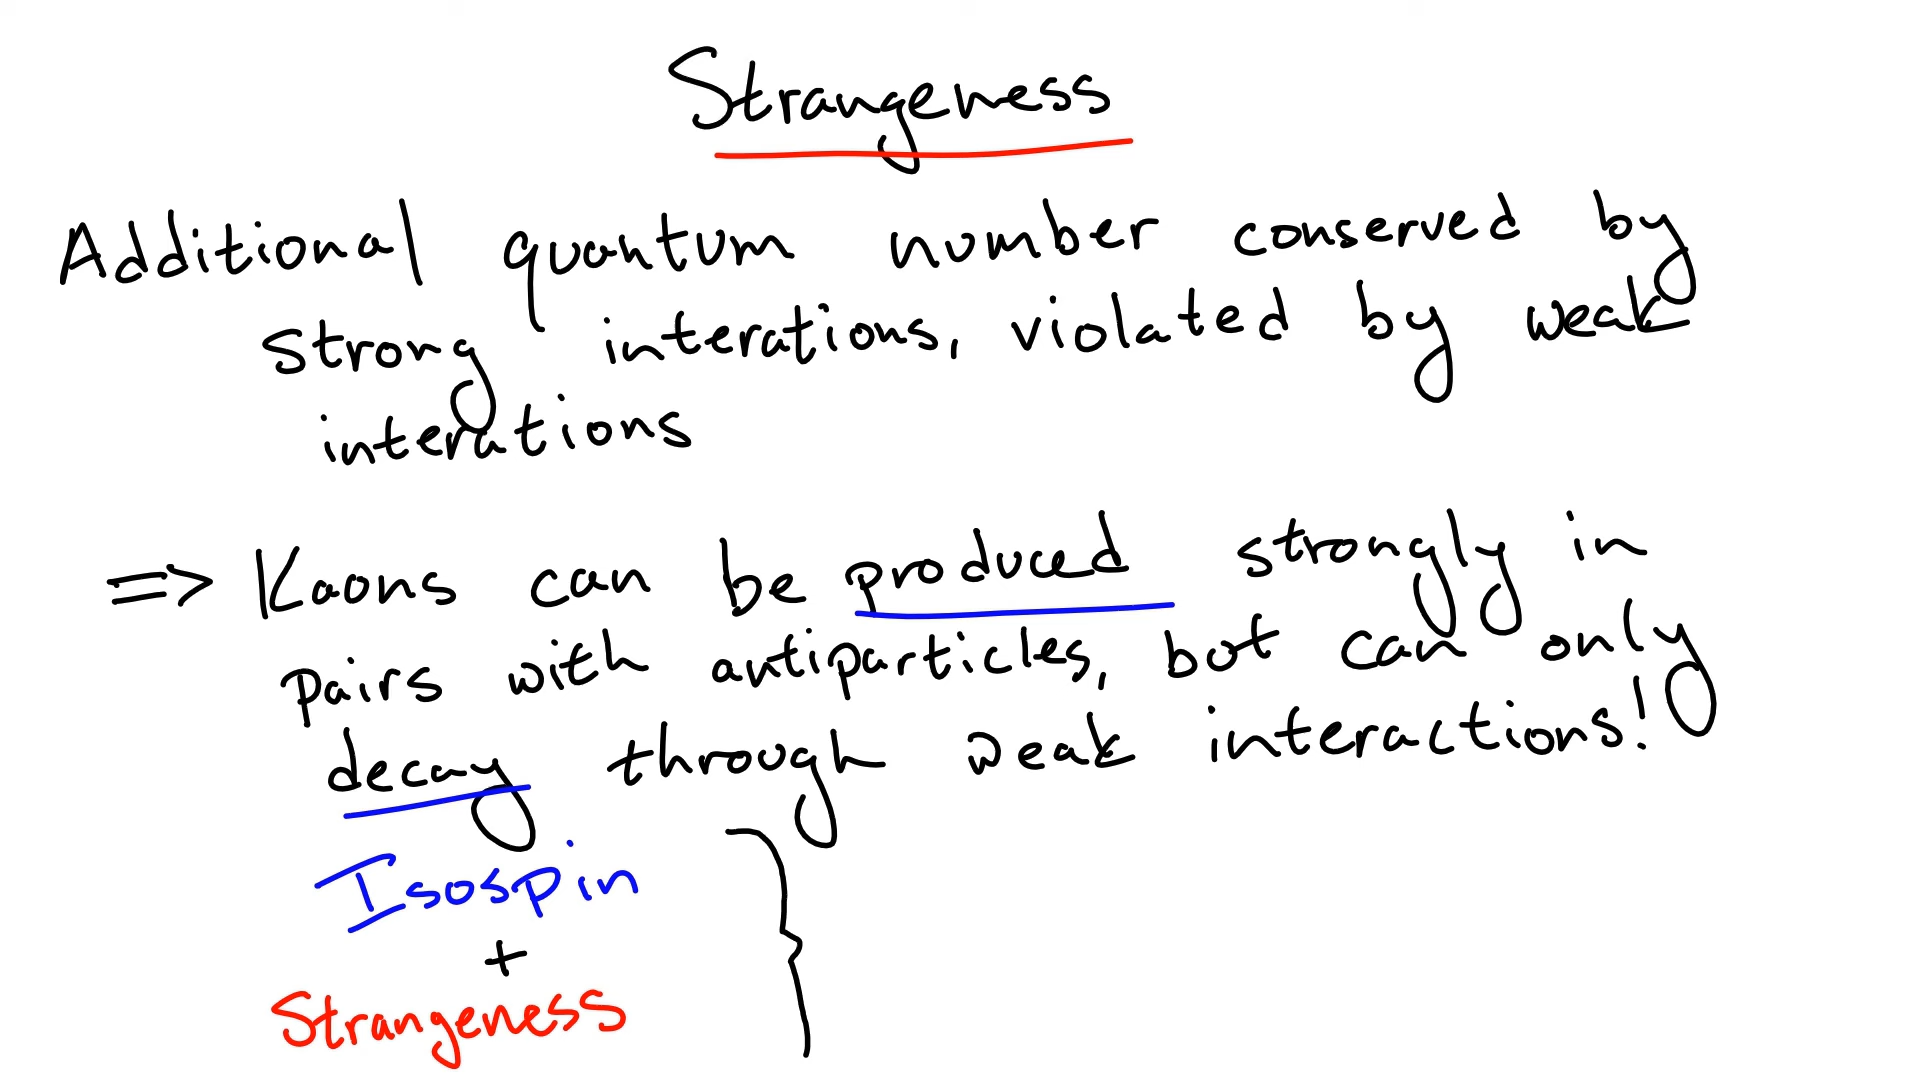 Strangeness
Additional quantum number conserved by
strong interations, violated by weak
interations
=> Kaons can be produced strongly in
pairs with antiparticles, but can only
decay through weak interactions!
Isospin
+
Strangeness